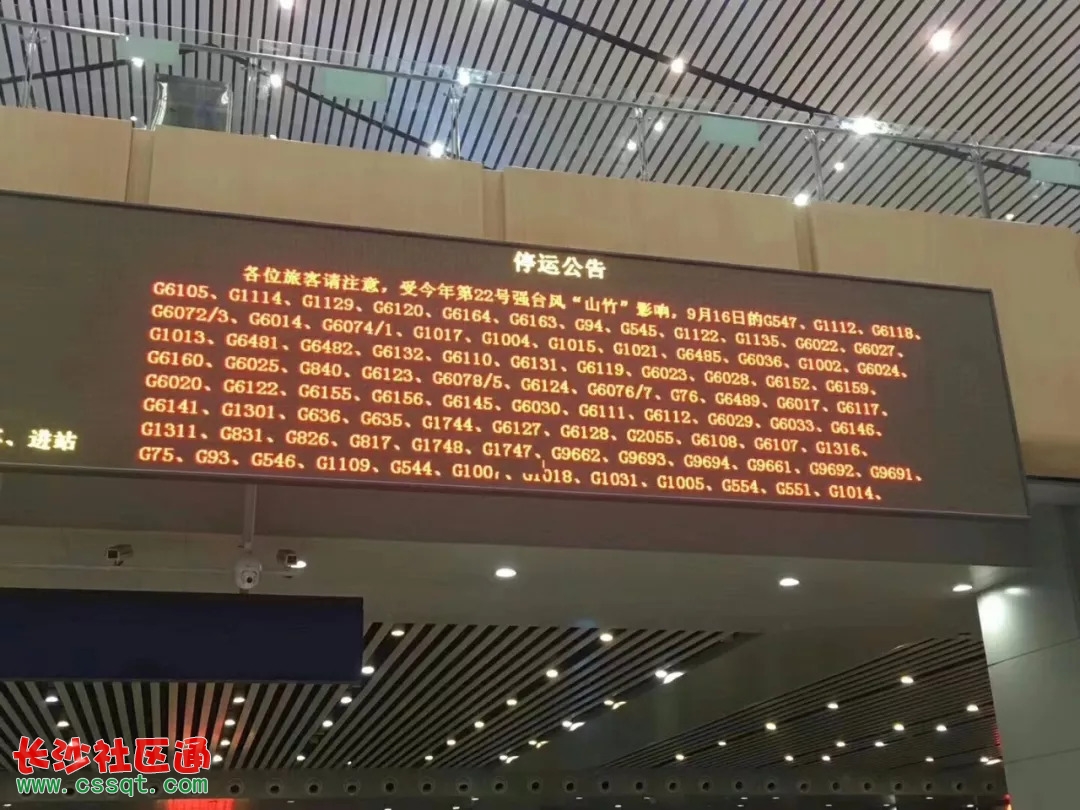 停运公告
各位旅客请注意，受今年第22号强台风“山竹”影响，9月16日的G547、G1112、G6118、
G6105、G1114、G1129、G6120、G6164、G6163、G94、G545、G1122、G1135、G6022、G6027、
G6072/3、G6014、G6074/1、G1017、G1004、G1015、G1021、G6485、G6036、G1002、G6024、
G1013、G6481、G6482、G6132、G6110、G6131、G6119、G6023、G6028、G6152、G6159、
G6160、G6025、G840、G6123、G6078/5、G6124、G6076/7、G76、G6489、G6017、G6117、
G6020、G6122、G6155、G6156、G6145、G6030、G6111、G6112、G6029、G6033、G6146、
G6141、G1301、G636、G635、G1744、G6127、G6128、G2055、G6108、G6107、G1316、
G1311、G831、G826、G817、G1748、G1747、G9662、G9693、G9694、G9661、G9692、G9691、
G75、G93、G546、G1109、G544、G1018、G1031、G1005、G554、G551、G1014、
、进站
长沙社区通
www.cssqt.com